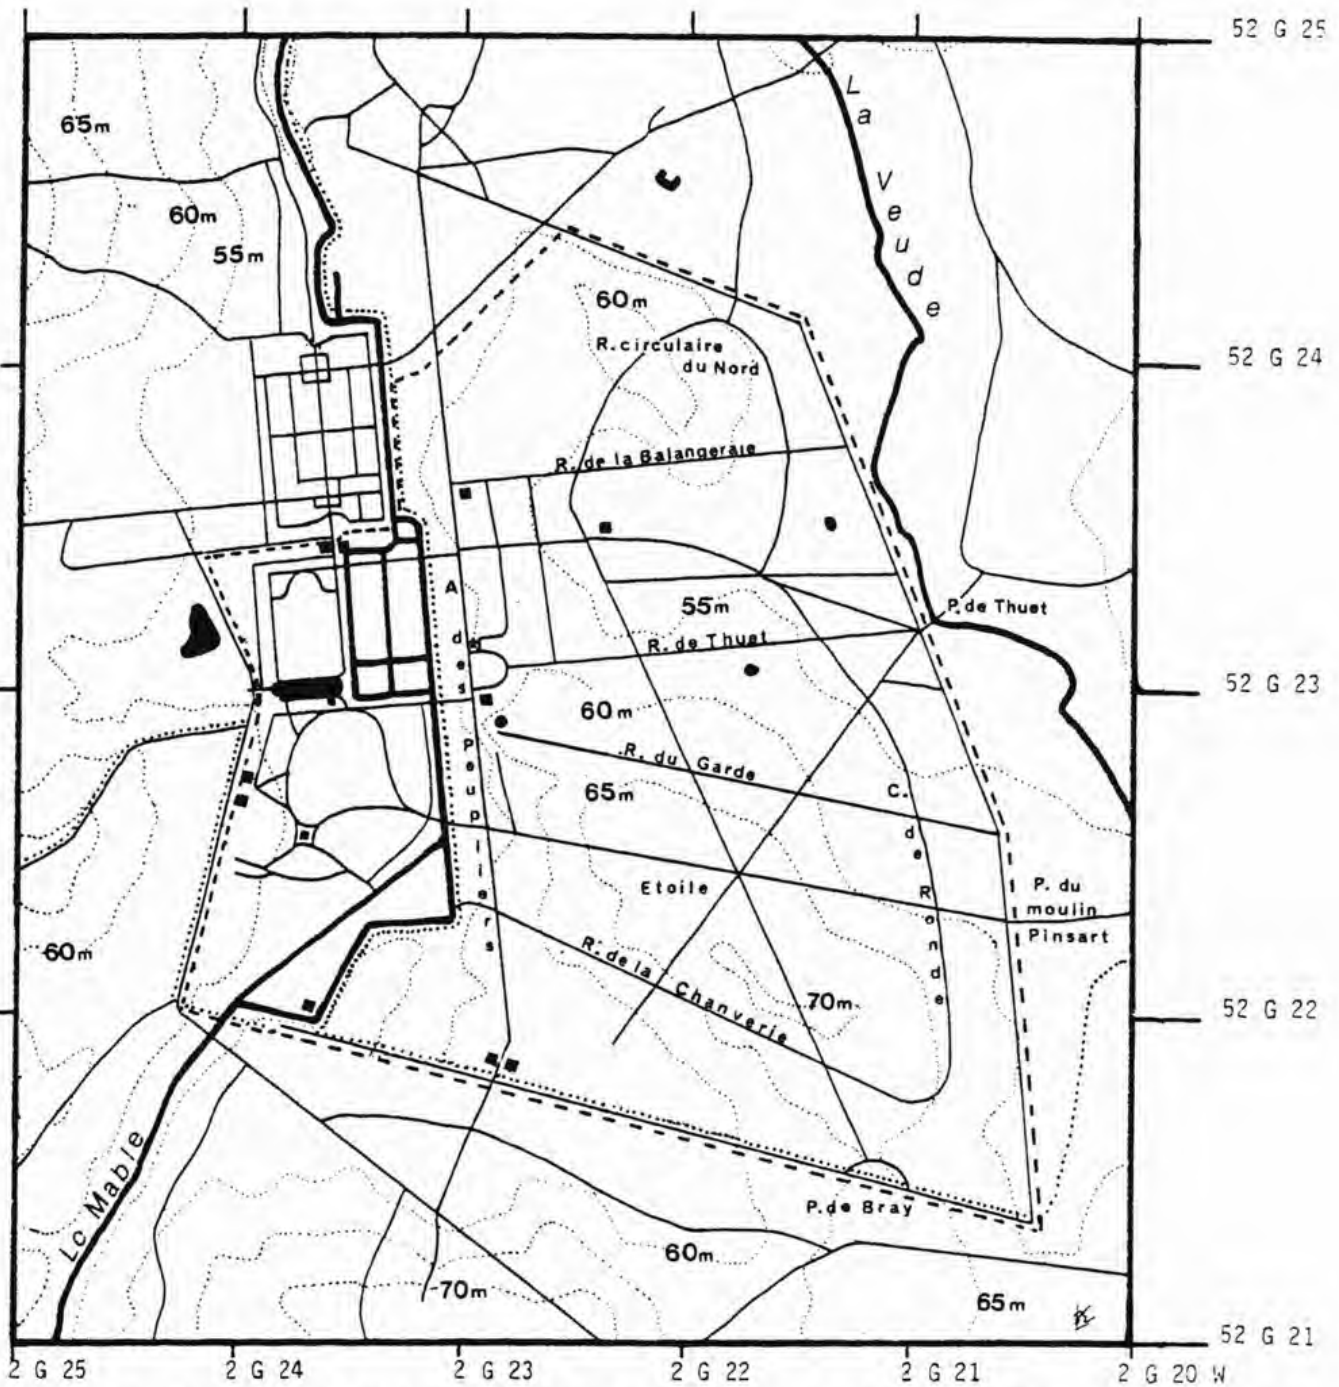 52 G 25
La Veude
65m
60m
55m
60m
52 G 24
R. circulaire
du Nord
R. de la Balangeraie
A des Peupliers
55m
P. de Thuet
R. de Thuet
52 G 23
60m
R. du Garde
65m
C. de Ronde
Etoile
P. du
moulin
Pinsart
60m
R. de la Chanverie
70m
52 G 22
Le Mable
P. de Bray
60m
70m
65m
52 G 21
2 G 25
2 G 24
2 G 23
2 G 22
2 G 21
2 G 20 W